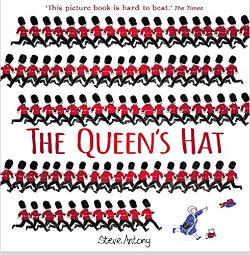 'This picture book is hard to beat.' The Times
THE QUEEN'S HAT
Steve Antony